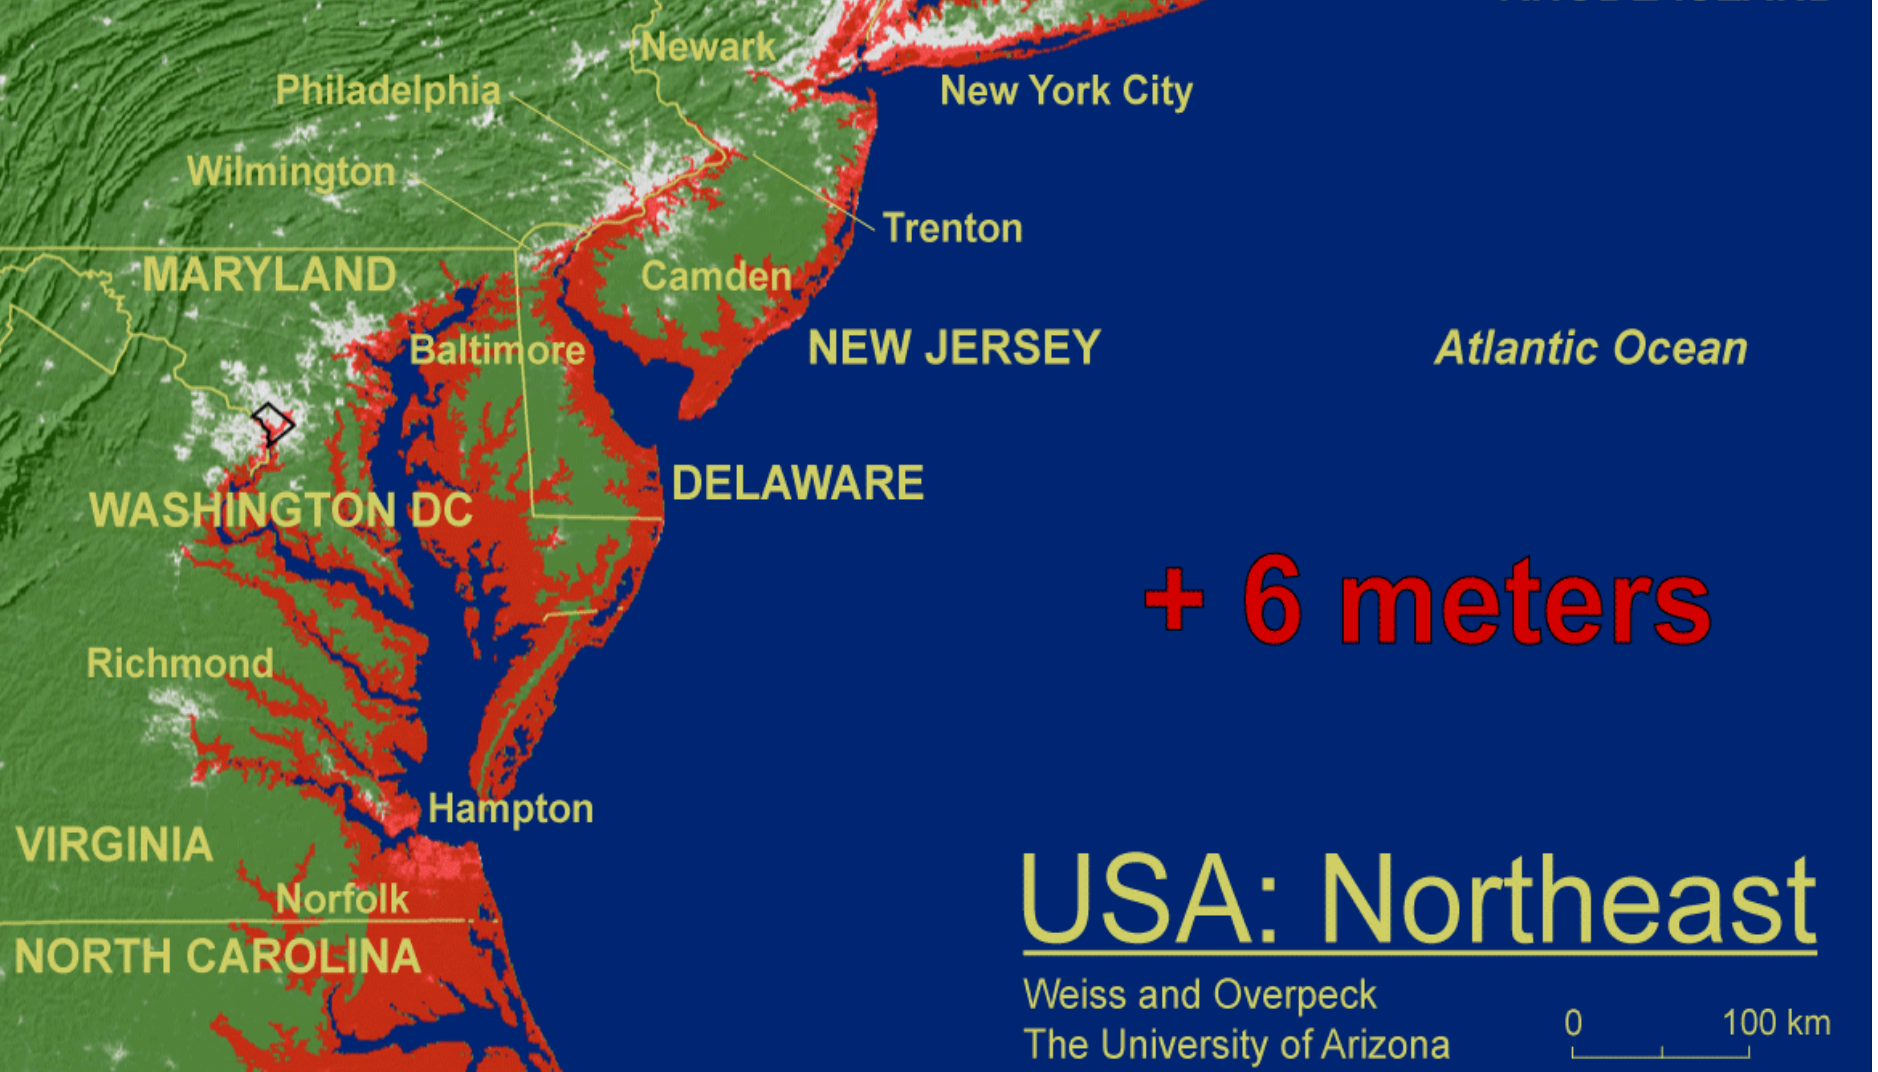 Newark
Philadelphia
New York City
Wilmington
Trenton
MARYLAND
Camden
Baltimore
NEW JERSEY
Atlantic Ocean
DELAWARE
WASHINGTON DC
+ 6 meters
Richmond
Hampton
VIRGINIA
Norfolk
NORTH CAROLINA
USA: Northeast
Weiss and Overpeck
The University of Arizona
0 100 km